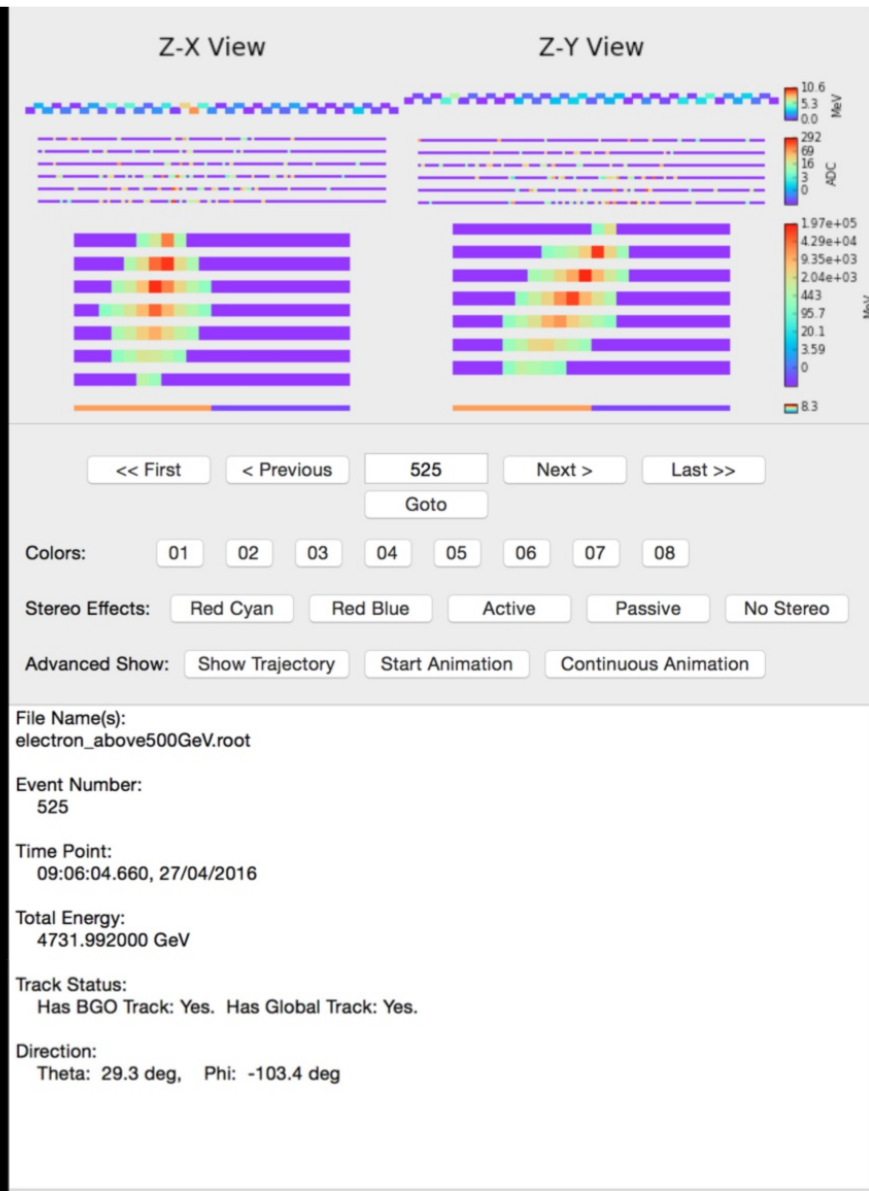 Z-X View
Z-Y View
10.6
5.3
0.0
MeV
292
69
16
3
0
ADC
1.97e+05
4.29e+04
9.35e+03
2.04e+03
443
95.7
20.1
3.59
0
MeV
8.3
<< First
< Previous
525
Next >
Last >>
Goto
Colors:
01
02
03
04
05
06
07
08
Stereo Effects:
Red Cyan
Red Blue
Active
Passive
No Stereo
Advanced Show:
Show Trajectory
Start Animation
Continuous Animation
File Name(s):
electron_above500GeV.root
Event Number:
525
Time Point:
09:06:04.660, 27/04/2016
Total Energy:
4731.992000 GeV
Track Status:
Has BGO Track: Yes.  Has Global Track: Yes.
Direction:
Theta:  29.3 deg,    Phi:  -103.4 deg